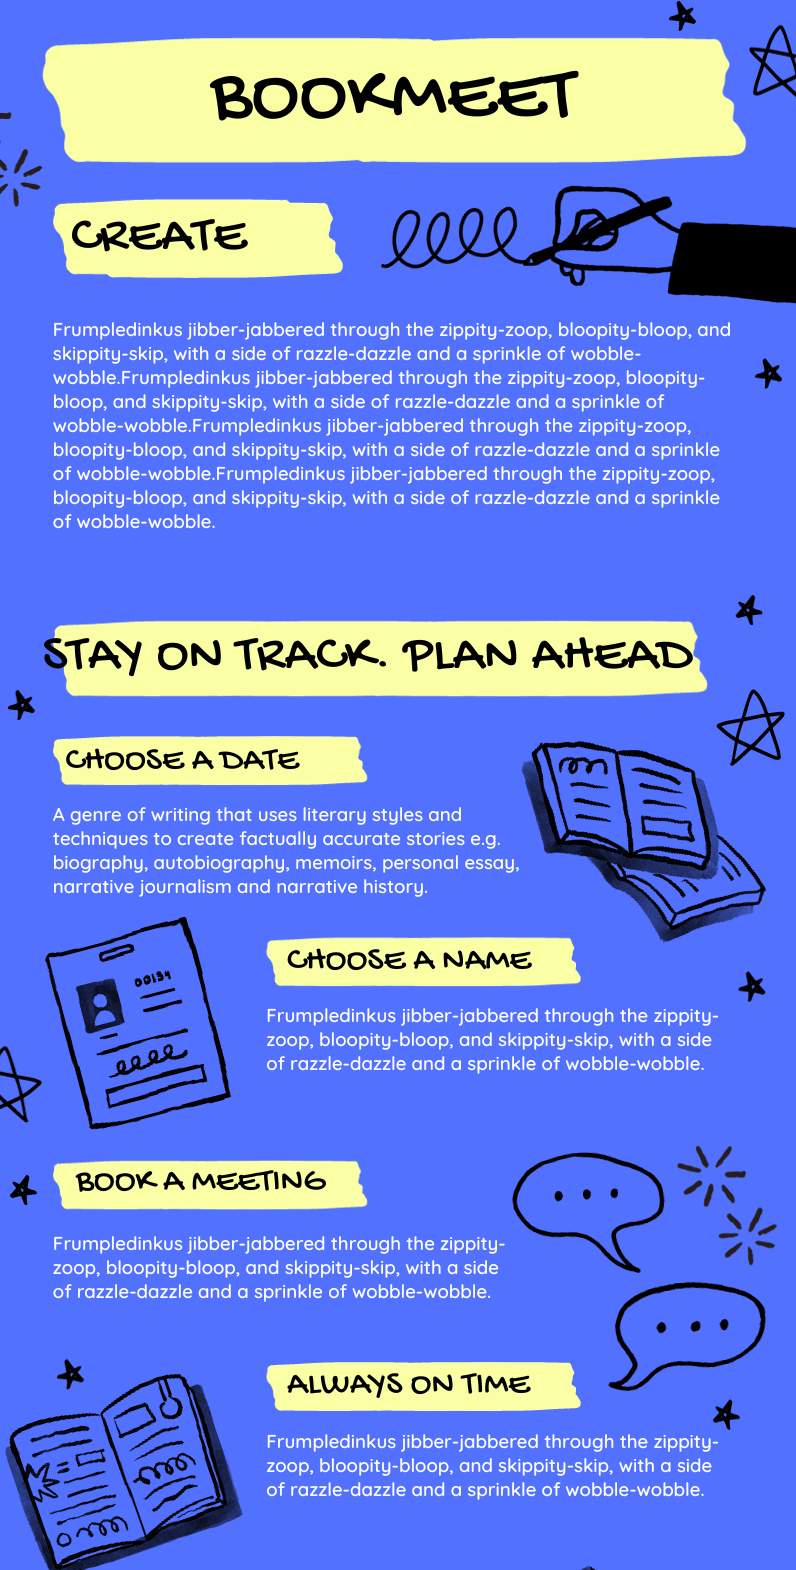 BOOKMEET
CREATE
Frumpledinkus jibber-jabbered through the zippity-zoop, bloopity-bloop, and
skippity-skip, with a side of razzle-dazzle and a sprinkle of wobble-
wobble.Frumpledinkus jibber-jabbered through the zippity-zoop, bloopity-
bloop, and skippity-skip, with a side of razzle-dazzle and a sprinkle of
wobble-wobble.Frumpledinkus jibber-jabbered through the zippity-zoop,
bloopity-bloop, and skippity-skip, with a side of razzle-dazzle and a sprinkle
of wobble-wobble.Frumpledinkus jibber-jabbered through the zippity-zoop,
bloopity-bloop, and skippity-skip, with a side of razzle-dazzle and a sprinkle
of wobble-wobble.
STAY ON TRACK. PLAN AHEAD
CHOOSE A DATE
A genre of writing that uses literary styles and
techniques to create factually accurate stories e.g.
biography, autobiography, memoirs, personal essay,
narrative journalism and narrative history.
00134
CHOOSE A NAME
Frumpledinkus jibber-jabbered through the zippity-
zoop, bloopity-bloop, and skippity-skip, with a side
of razzle-dazzle and a sprinkle of wobble-wobble.
BOOK A MEETING
Frumpledinkus jibber-jabbered through the zippity-
zoop, bloopity-bloop, and skippity-skip, with a side
of razzle-dazzle and a sprinkle of wobble-wobble.
ALWAYS ON TIME
Frumpledinkus jibber-jabbered through the zippity-
zoop, bloopity-bloop, and skippity-skip, with a side
of razzle-dazzle and a sprinkle of wobble-wobble.